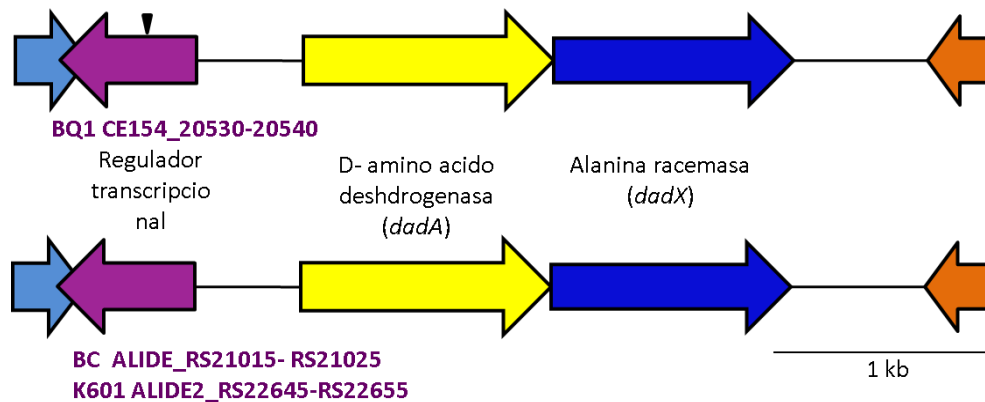 BQ1 CE154_20530-20540
Regulador
transcripcio
nal
D- amino acido
deshdrogenasa
(dadA)
Alanina racemasa
(dadX)
BC ALIDE_RS21015- RS21025
K601 ALIDE2_RS22645-RS22655
1 kb